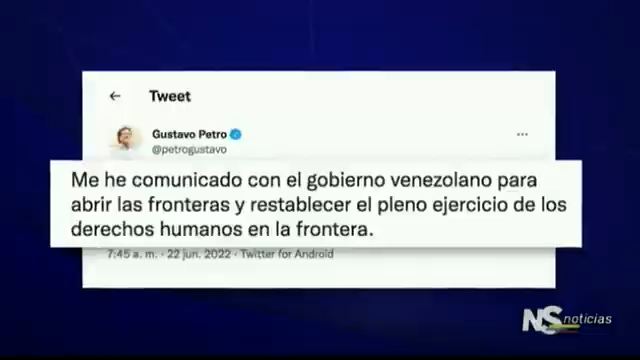 Tweet
Gustavo Petro
@petrogustavo
Me he comunicado con el gobierno venezolano para
abrir las fronteras y restablecer el pleno ejercicio de los
derechos humanos en la frontera.
7:45 a. m. · 22 jun. 2022 · Twitter for Android
NS noticias